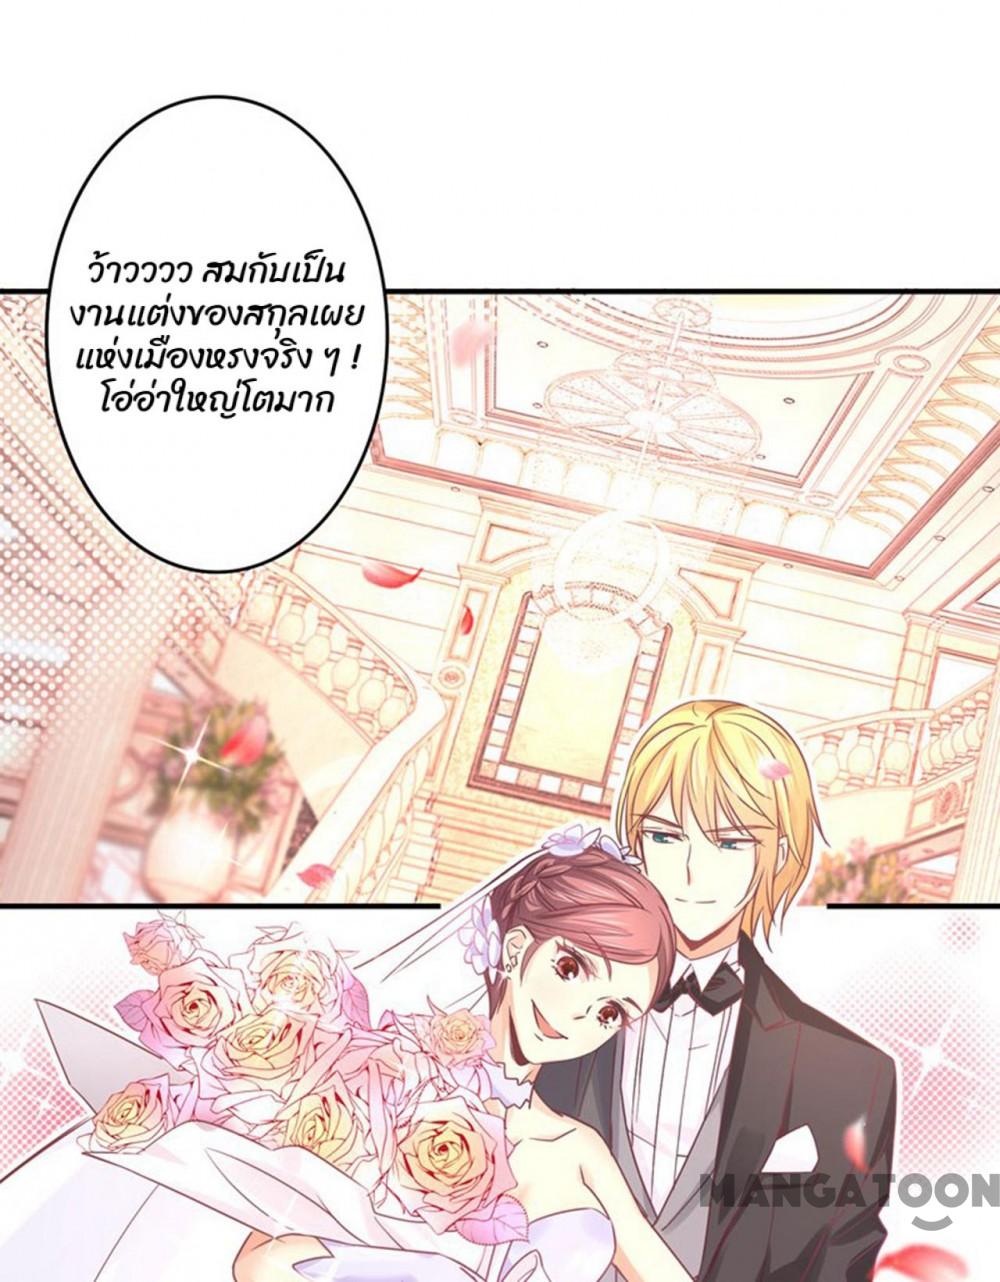 ว้าวววว สมกับเป็น
งานแต่งของสกุลเผย
แห่งเมืองหรงจริง ๆ !
โอ่อ่าใหญ่โตมาก
MANGATOON